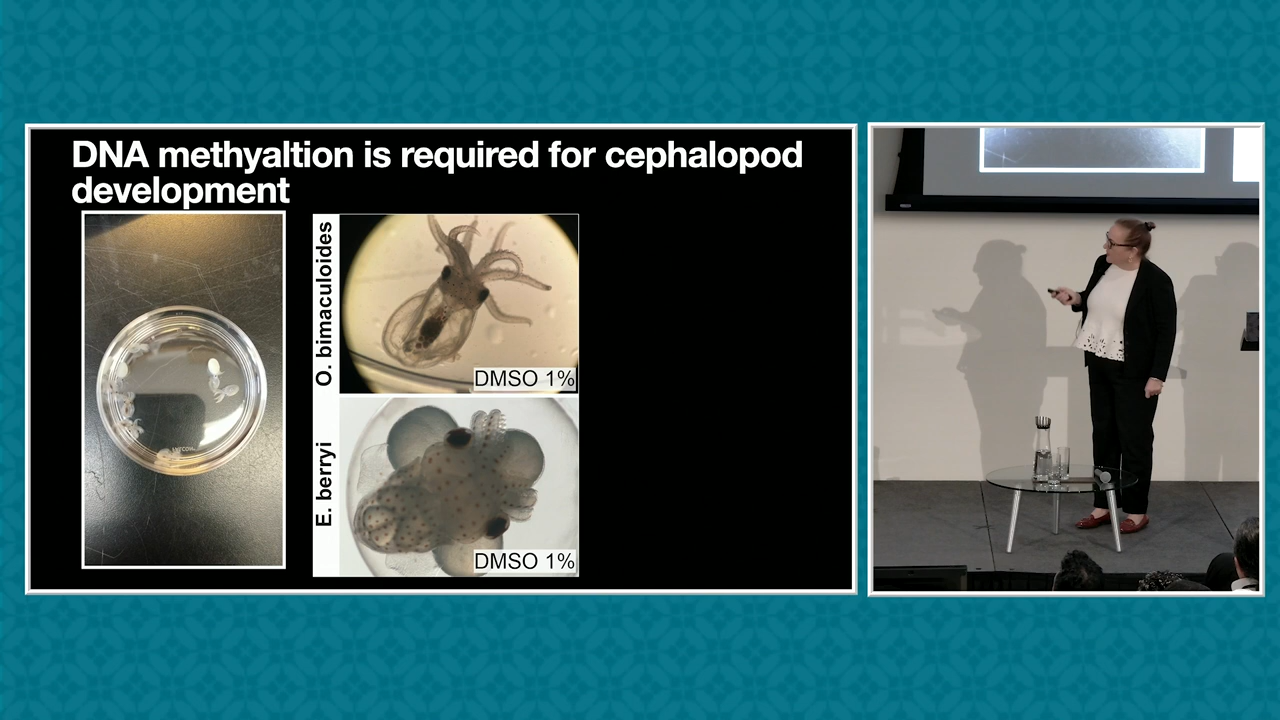 DNA methyaltion is required for cephalopod
development
O. bimaculoides
DMSO 1%
E. berryi
DMSO 1%